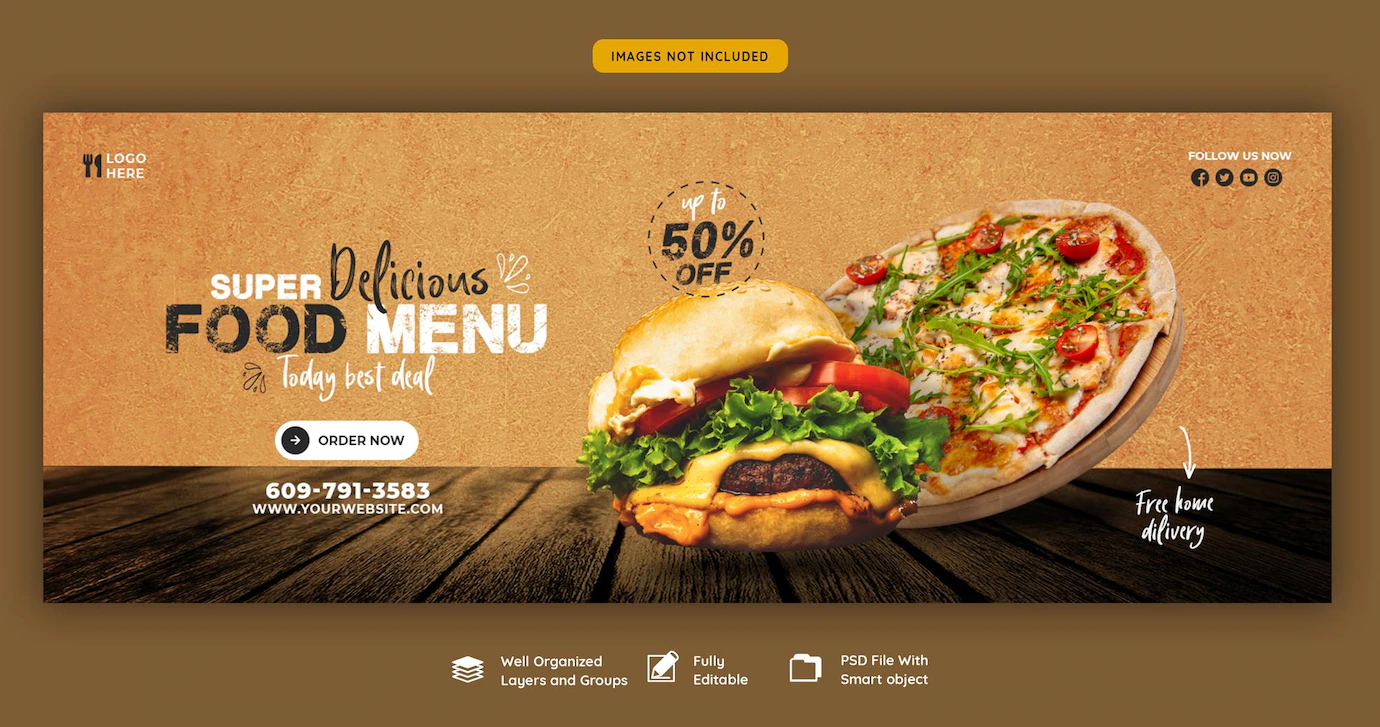 IMAGES NOT INCLUDED
LOGO
HERE
FOLLOW US NOW
up to
50%
OFF
SUPER Delicious
FOOD MENU
Today best deal
ORDER NOW
609-791-3583
WWW.YOURWEBSITE.COM
Free home
dilivery
Well Organized
Layers and Groups
Fully
Editable
PSD File With
Smart object